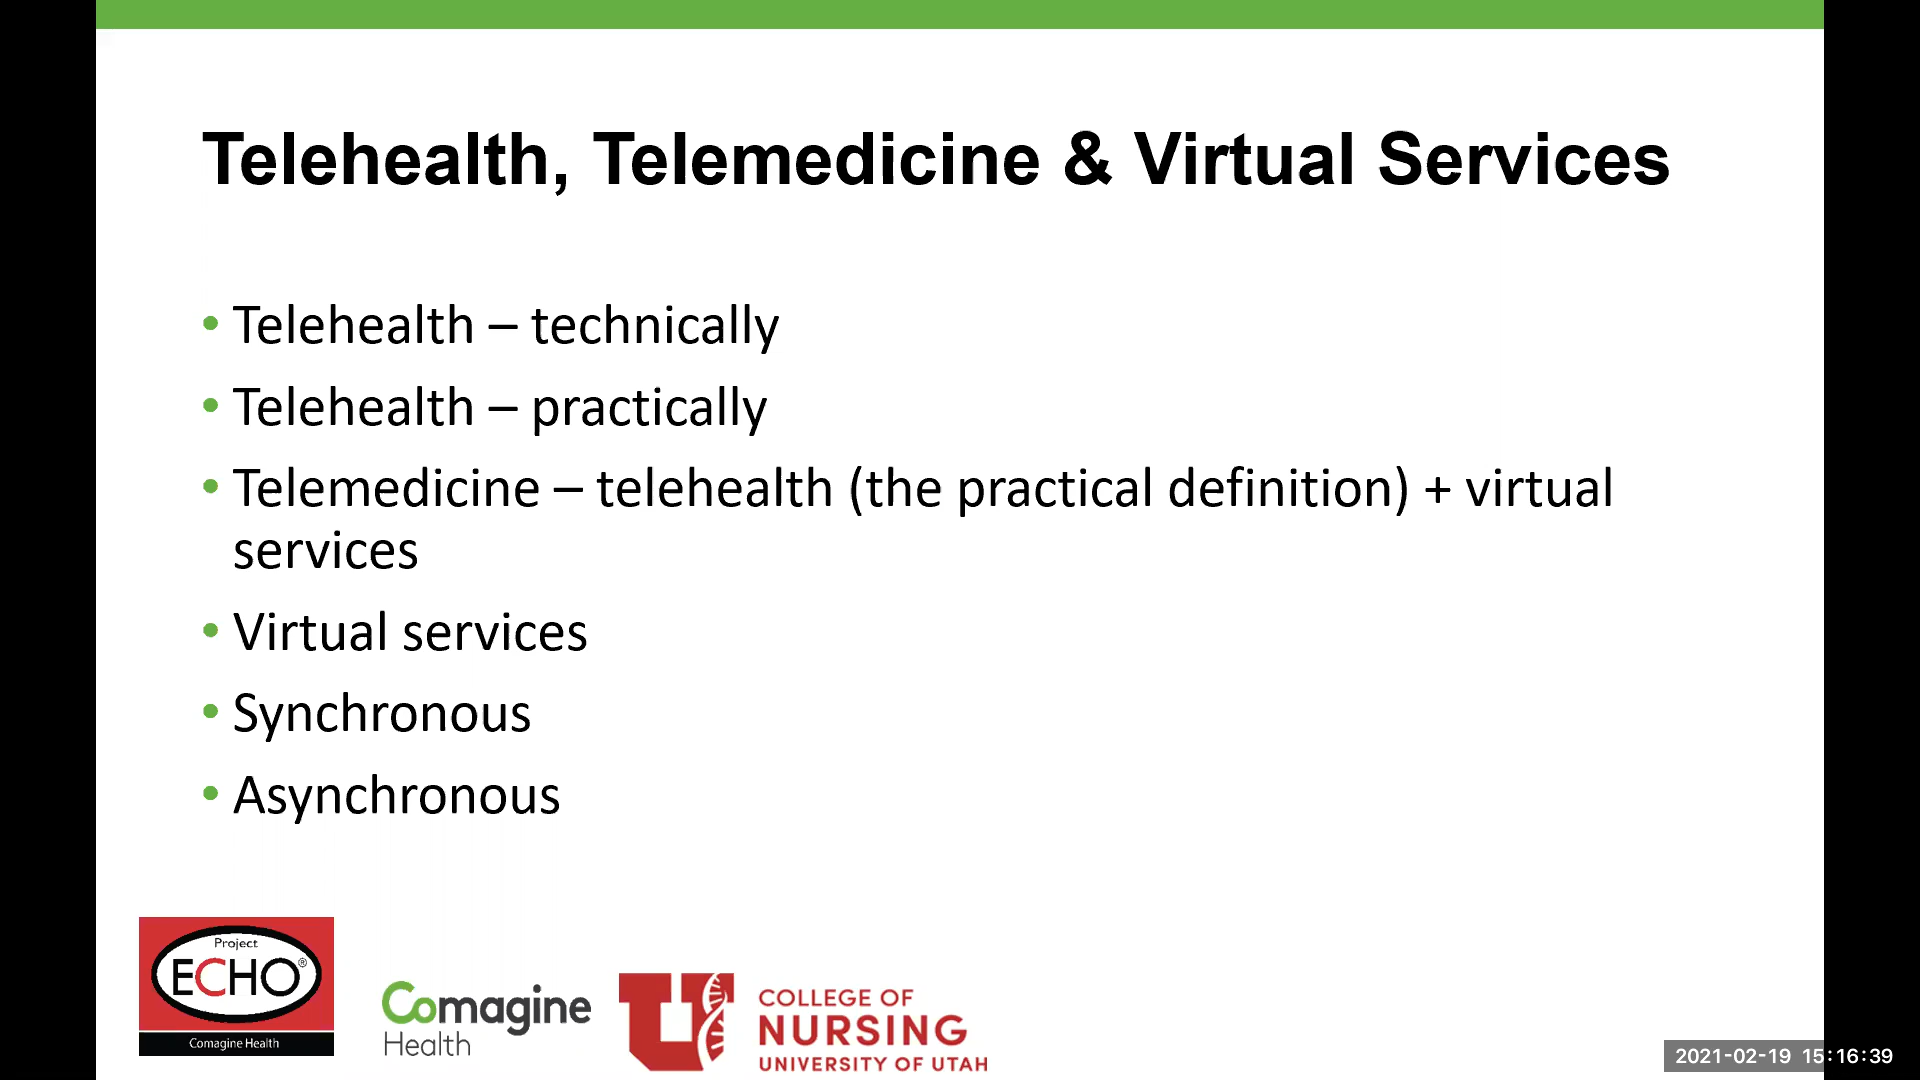 Telehealth, Telemedicine & Virtual Services
• Telehealth – technically
• Telehealth – practically
• Telemedicine – telehealth (the practical definition) + virtual
services
• Virtual services
• Synchronous
• Asynchronous
Project
ECHO®
Comagine Health
Comagine
Health
COLLEGE OF
NURSING
UNIVERSITY OF UTAH
2021-02-19 15:16:39